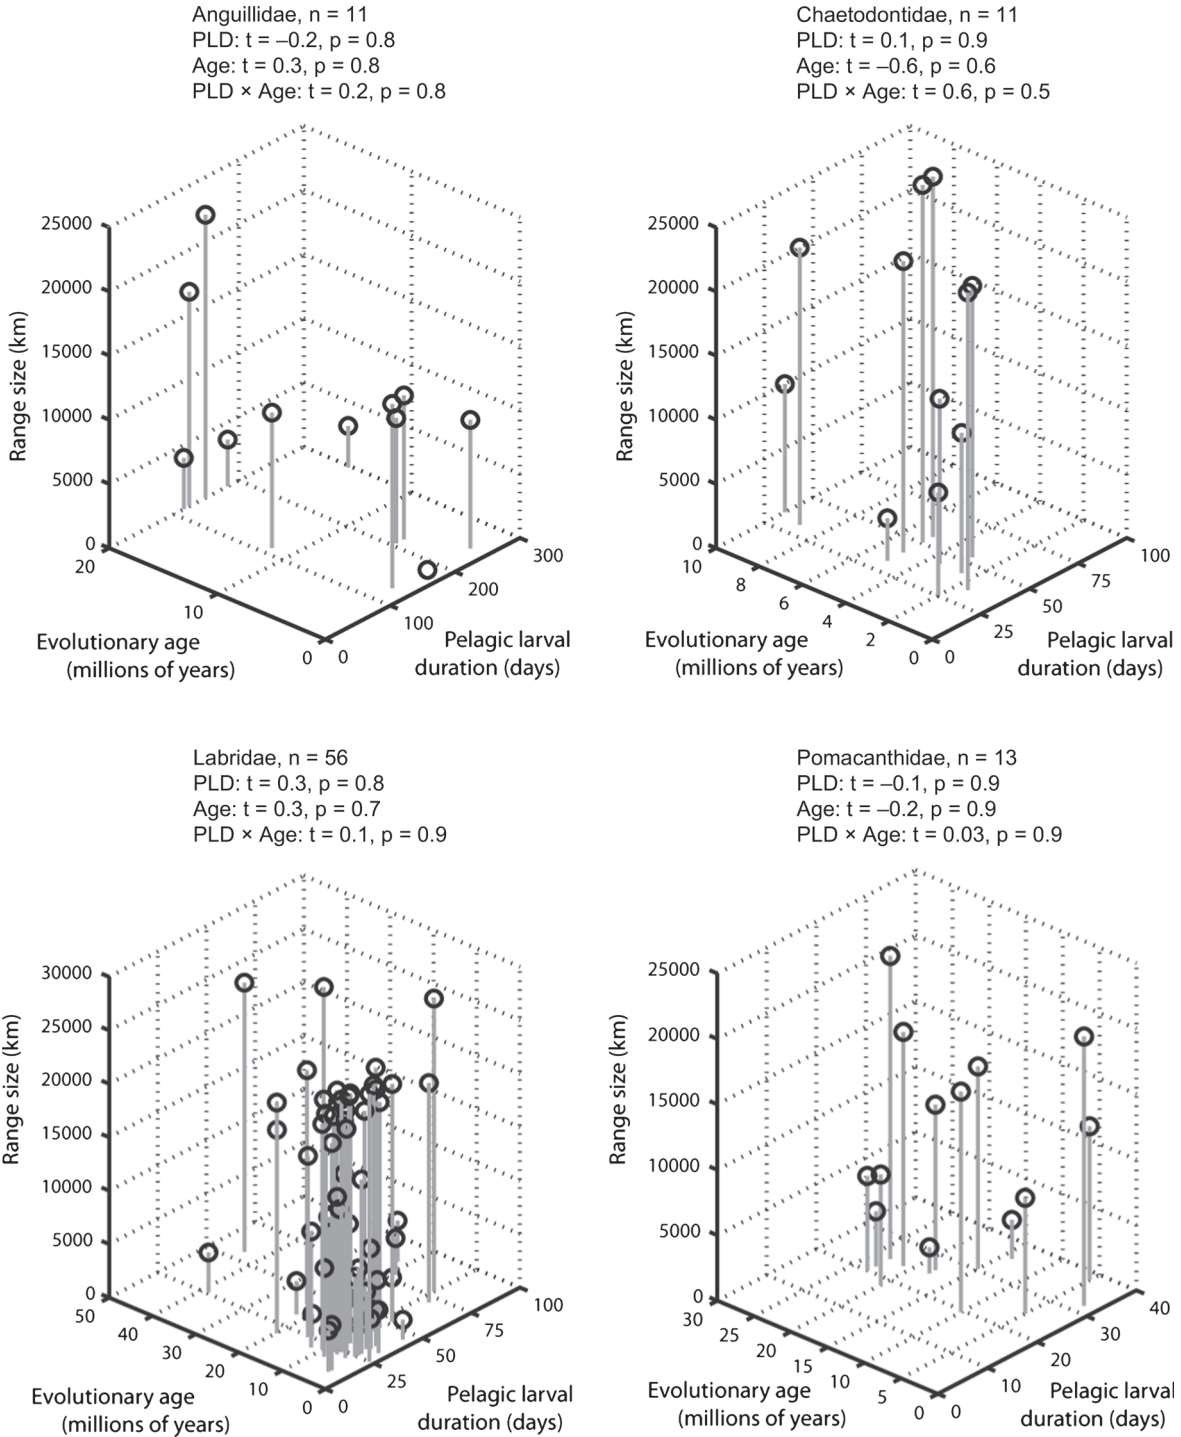 Anguillidae, n = 11
PLD: t = –0.2, p = 0.8
Age: t = 0.3, p = 0.8
PLD × Age: t = 0.2, p = 0.8
25000
20000
15000
10000
5000
0
Range size (km)
20
10
0
Evolutionary age
(millions of years)
0
100
200
300
Pelagic larval
duration (days)
Chaetodontidae, n = 11
PLD: t = 0.1, p = 0.9
Age: t = –0.6, p = 0.6
PLD × Age: t = 0.6, p = 0.5
25000
20000
15000
10000
5000
0
Range size (km)
10
8
6
4
2
0
Evolutionary age
(millions of years)
0
25
50
75
100
Pelagic larval
duration (days)
Labridae, n = 56
PLD: t = 0.3, p = 0.8
Age: t = 0.3, p = 0.7
PLD × Age: t = 0.1, p = 0.9
30000
25000
20000
15000
10000
5000
0
Range size (km)
50
40
30
20
10
0
Evolutionary age
(millions of years)
0
25
50
75
100
Pelagic larval
duration (days)
Pomacanthidae, n = 13
PLD: t = –0.1, p = 0.9
Age: t = –0.2, p = 0.9
PLD × Age: t = 0.03, p = 0.9
25000
20000
15000
10000
5000
0
Range size (km)
30
25
20
15
10
5
0
Evolutionary age
(millions of years)
0
10
20
30
40
Pelagic larval
duration (days)